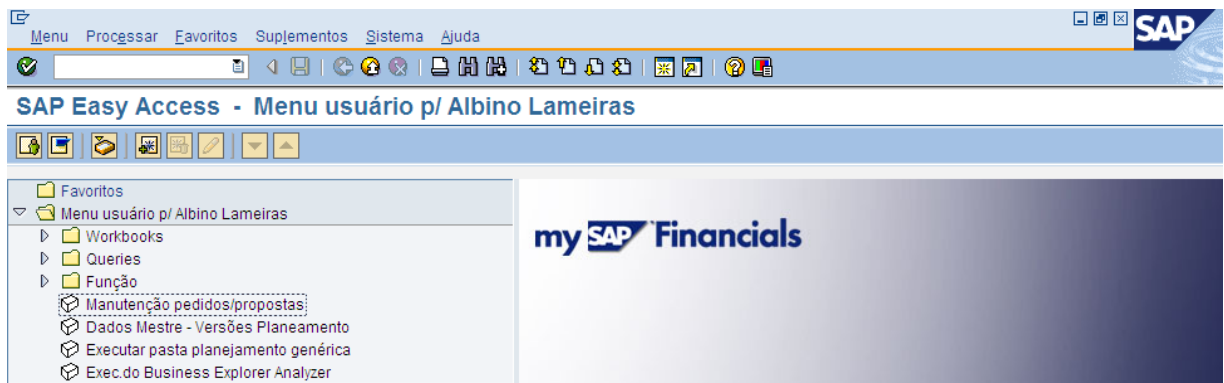 Menu Processar Favoritos Suplementos Sistema Ajuda
SAP
SAP Easy Access - Menu usuário p/ Albino Lameiras
Favoritos
Menu usuário p/ Albino Lameiras
Workbooks
Queries
Função
Manutenção pedidos/propostas
Dados Mestre - Versões Planeamento
Executar pasta planejamento genérica
Exec.do Business Explorer Analyzer
my SAP Financials